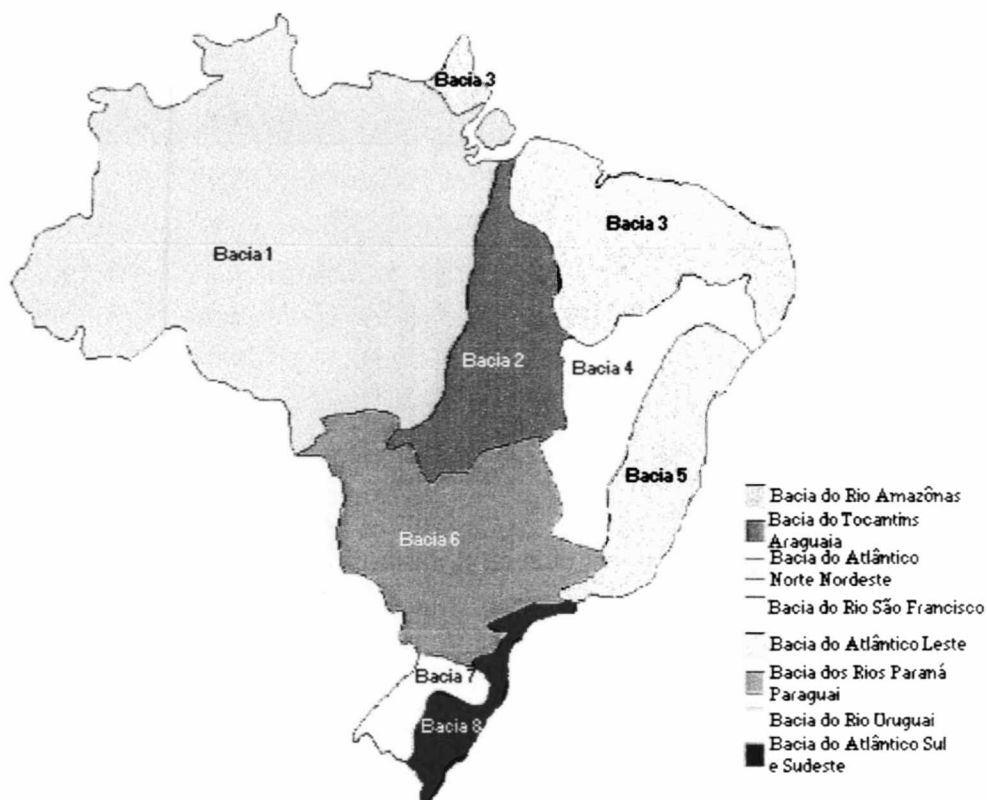 Bacia 3
Bacia 3
Bacia 1
Bacia 2
Bacia 4
Bacia 5
Bacia 6
Bacia 7
Bacia 8
Bacia do Rio Amazônas
Bacia do Tocantins
Araguaia
Bacia do Atlântico
Norte Nordeste
Bacia do Rio São Francisco
Bacia do Atlântico Leste
Bacia dos Rios Paraná
Paraguai
Bacia do Rio Uruguai
Bacia do Atlântico Sul
e Sudeste